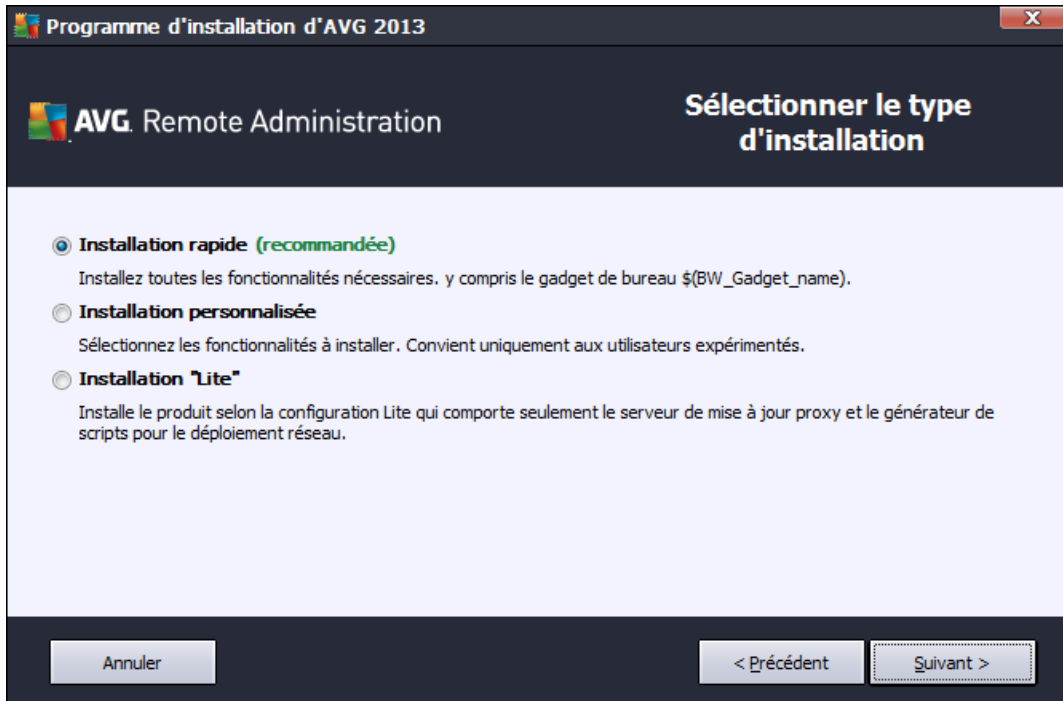 Programme d'installation d'AVG 2013
AVG. Remote Administration
Sélectionner le type
d'installation
Installation rapide (recommandée)
Installez toutes les fonctionnalités nécessaires. y compris le gadget de bureau $(BW_Gadget_name).
Installation personnalisée
Sélectionnez les fonctionnalités à installer. Convient uniquement aux utilisateurs expérimentés.
Installation "Lite"
Installe le produit selon la configuration Lite qui comporte seulement le serveur de mise à jour proxy et le générateur de
scripts pour le déploiement réseau.
Annuler
< Précédent
Suivant >